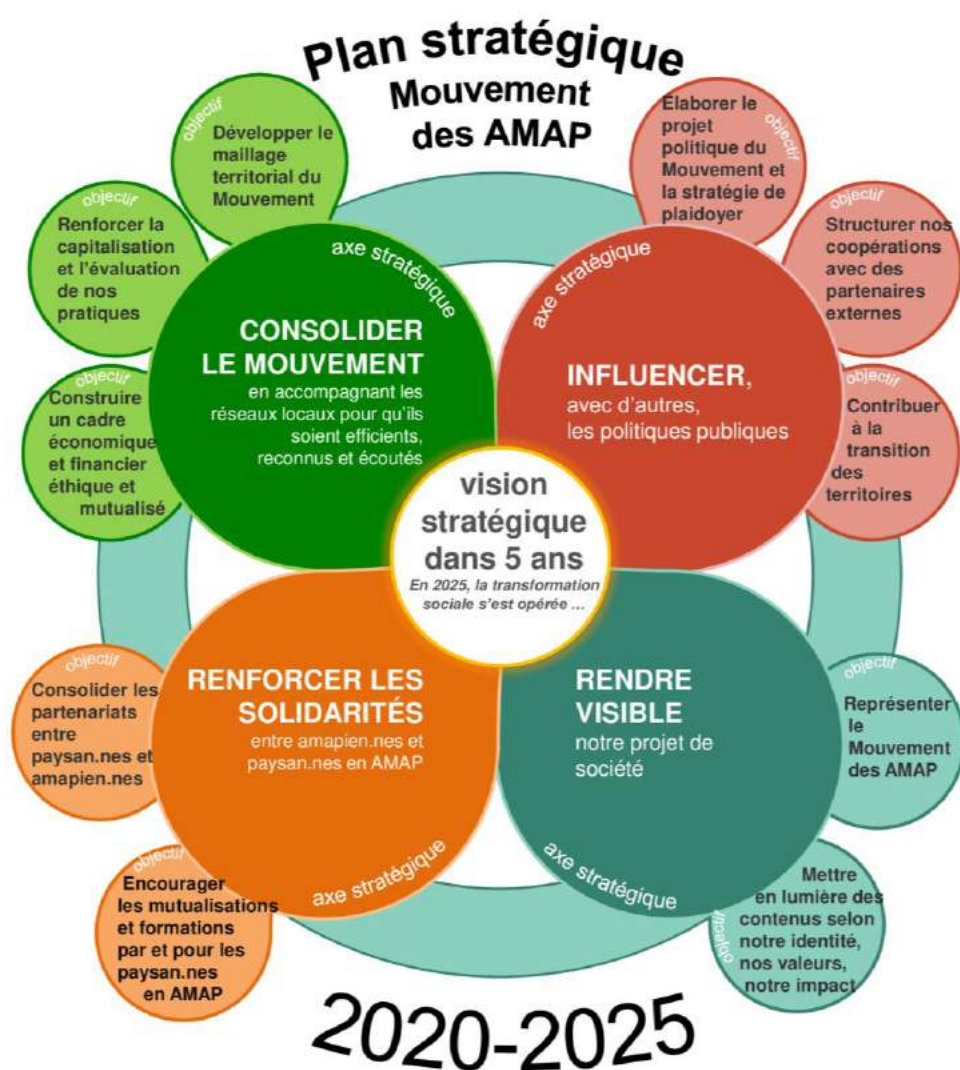 Plan stratégique
Mouvement
des AMAP
objectif
Développer le
maillage
territorial du
Mouvement
objectif
Renforcer la
capitalisation
et l'évaluation
de nos
pratiques
objectif
Construire
un cadre
économique
et financier
éthique et
mutualisé
axe stratégique
CONSOLIDER
LE MOUVEMENT
en accompagnant les
réseaux locaux pour qu'ils
soient efficients,
reconnus et écoutés
objectif
Elaborer le
projet
politique du
Mouvement et
la stratégie de
plaidoyer
objectif
Structurer nos
coopérations
avec des
partenaires
externes
objectif
Contribuer
à la
transition
des
territoires
axe stratégique
INFLUENCER,
avec d'autres,
les politiques publiques
vision
stratégique
dans 5 ans
En 2025, la transformation
sociale s'est opérée ...
objectif
Consolider les
partenariats
entre
paysan.nes et
amapien.nes
objectif
Encourager
les mutualisations
et formations
par et pour les
paysan.nes
en AMAP
RENFORCER LES
SOLIDARITÉS
entre amapien.nes et
paysan.nes en AMAP
axe stratégique
RENDRE
VISIBLE
notre projet de
société
axe stratégique
objectif
Représenter
le
Mouvement
des AMAP
objectif
Mettre
en lumière des
contenus selon
notre identité,
nos valeurs,
notre impact
2020-2025